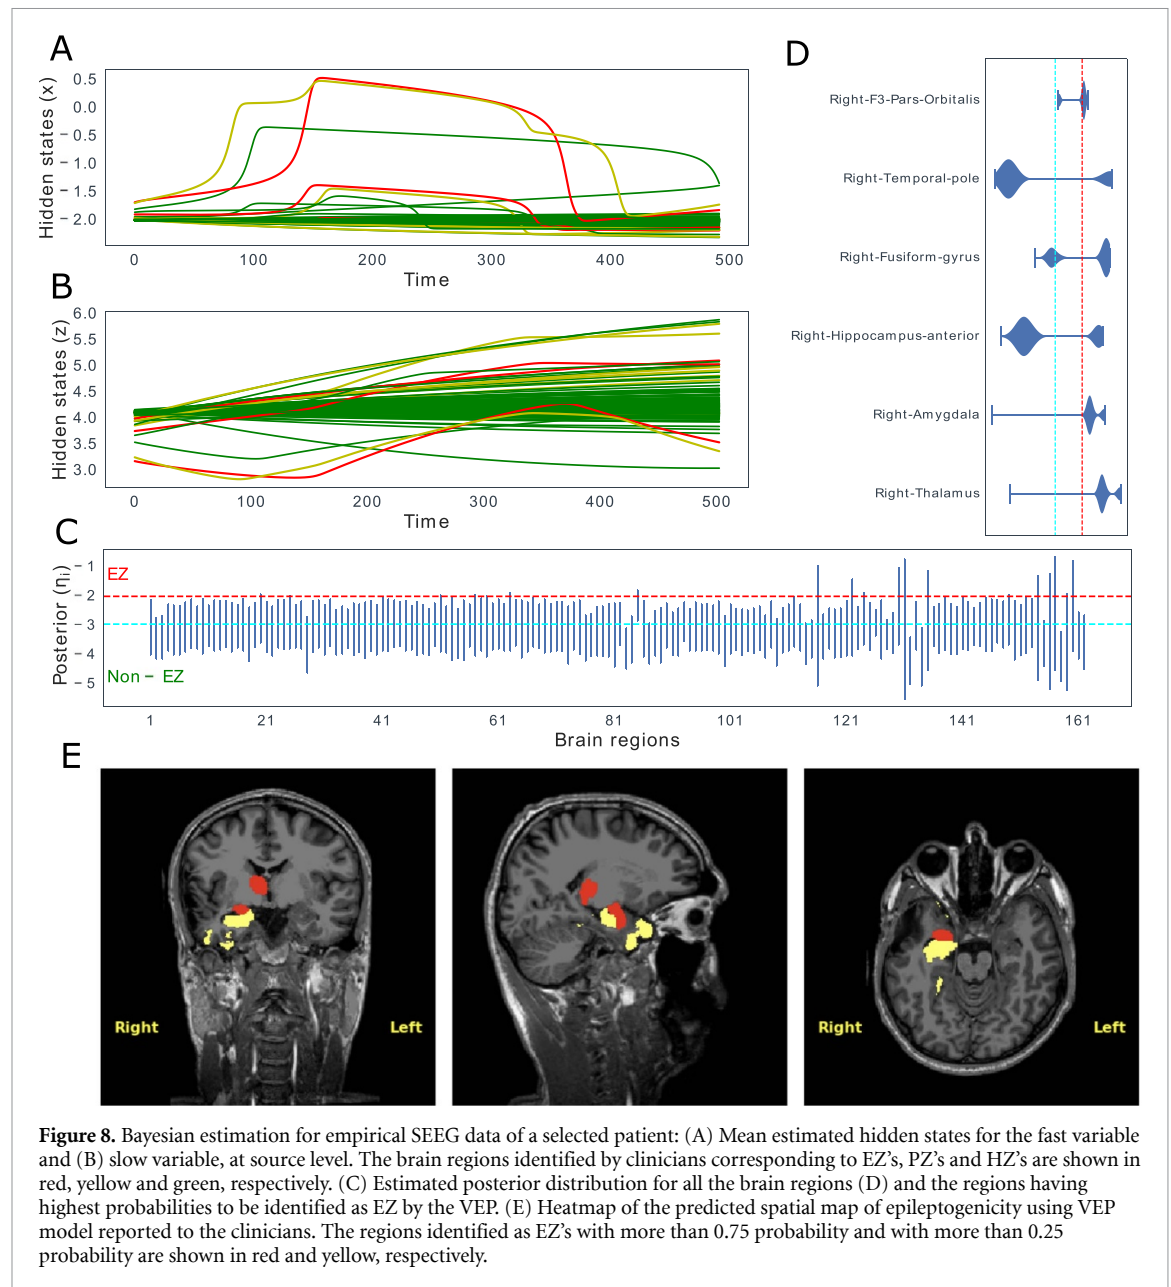 A
Hidden states (x)
0.5
0.0
− 0.5
− 1.0
− 1.5
− 2.0
0 100 200 300 400 500
Time
B
Hidden states (z)
6.0
5.5
5.0
4.5
4.0
3.5
3.0
0 100 200 300 400 500
Time
D
Right-F3-Pars-Orbitalis
Right-Temporal-pole
Right-Fusiform-gyrus
Right-Hippocampus-anterior
Right-Amygdala
Right-Thalamus
C
Posterior (ηi)
− 1
− 2
− 3
− 4
− 5
EZ
Non − EZ
1 21 41 61 81 101 121 141 161
Brain regions
E
Right Left
Right Left
Figure 8. Bayesian estimation for empirical SEEG data of a selected patient: (A) Mean estimated hidden states for the fast variable
and (B) slow variable, at source level. The brain regions identified by clinicians corresponding to EZ's, PZ's and HZ's are shown in
red, yellow and green, respectively. (C) Estimated posterior distribution for all the brain regions (D) and the regions having
highest probabilities to be identified as EZ by the VEP. (E) Heatmap of the predicted spatial map of epileptogenicity using VEP
model reported to the clinicians. The regions identified as EZ's with more than 0.75 probability and with more than 0.25
probability are shown in red and yellow, respectively.